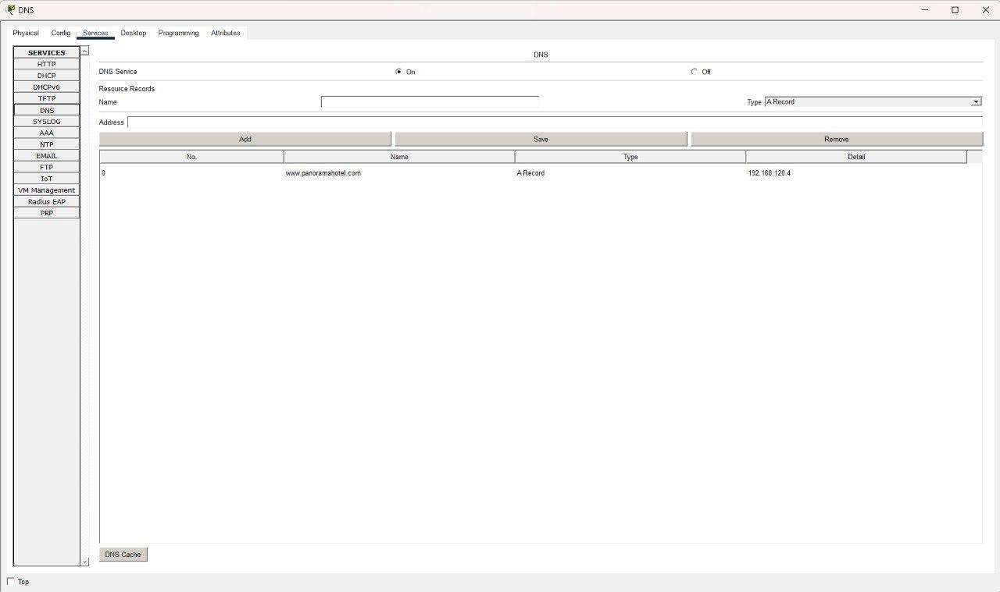 DNS
Physical Config Services Desktop Programming Attributes
SERVICES
HTTP
DHCP
DHCPv6
TFTP
DNS
SYSLOG
AAA
NTP
EMAIL
FTP
IoT
VM Management
Radius EAP
PRP
DNS
DNS Service On Off
Resource Records
Name Type A Record
Address
Add Save Remove
No. Name Type Detail
0 www.panoramahotel.com A Record 192.168.120.4
DNS Cache
Top